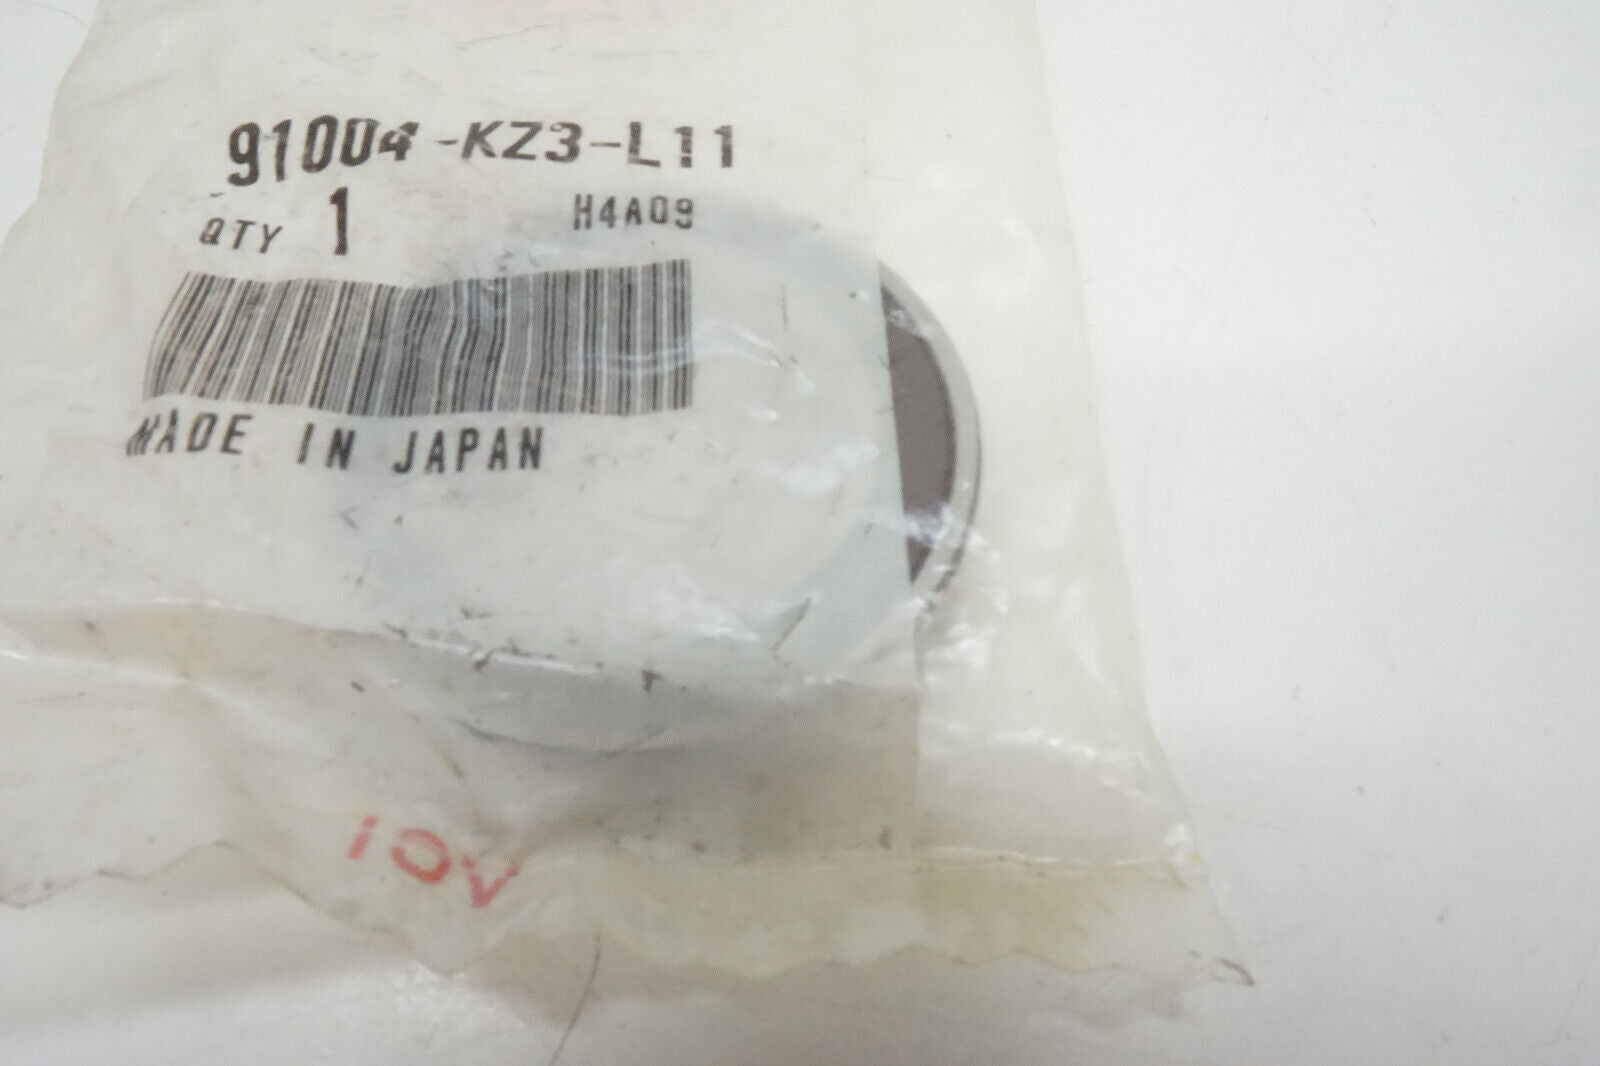 91004-KZ3-L11
QTY 1 H4A09
MADE IN JAPAN